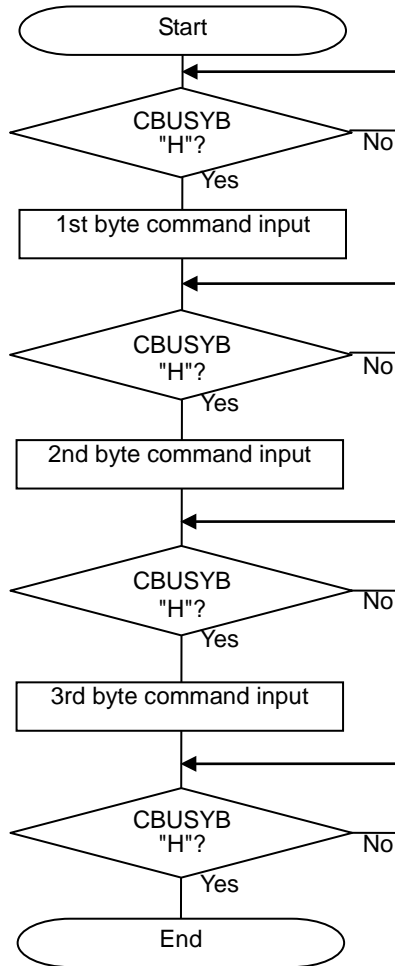 Start
CBUSYB
"H"?
No
Yes
1st byte command input
CBUSYB
"H"?
No
Yes
2nd byte command input
CBUSYB
"H"?
No
Yes
3rd byte command input
CBUSYB
"H"?
No
Yes
End